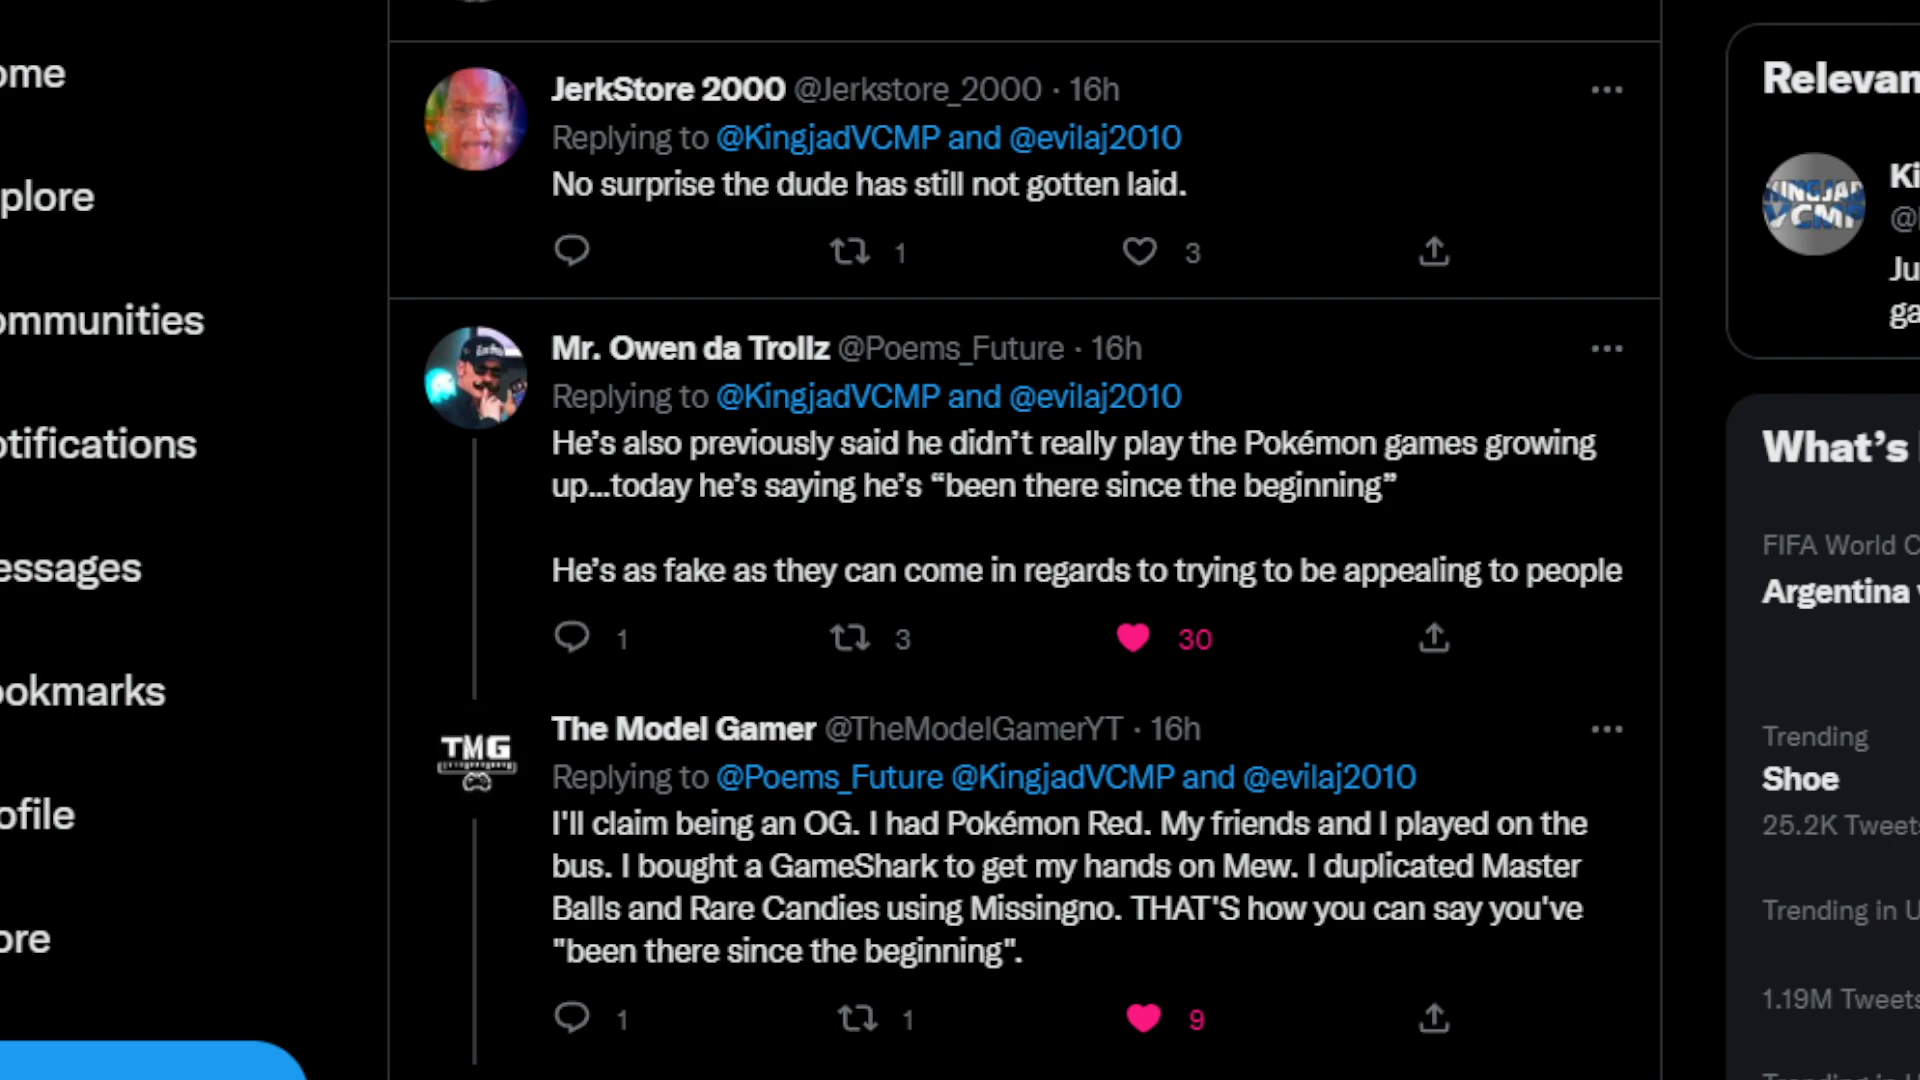 ome
plore
ommunities
otifications
essages
ookmarks
ofile
ore
JerkStore 2000 @Jerkstore_2000 · 16h
Replying to @KingjadVCMP and @evilaj2010
No surprise the dude has still not gotten laid.
1
3
Mr. Owen da Trollz @Poems_Future · 16h
Replying to @KingjadVCMP and @evilaj2010
He's also previously said he didn't really play the Pokémon games growing
up...today he's saying he's “been there since the beginning”
He's as fake as they can come in regards to trying to be appealing to people
1
3
30
TMG
The Model Gamer @TheModelGamerYT · 16h
Replying to @Poems_Future @KingjadVCMP and @evilaj2010
I'll claim being an OG. I had Pokémon Red. My friends and I played on the
bus. I bought a GameShark to get my hands on Mew. I duplicated Master
Balls and Rare Candies using Missingno. THAT'S how you can say you've
"been there since the beginning".
1
1
9
Relevan
KINGJAD
VCMP
Ki
@
Ju
ga
What's
FIFA World C
Argentina
Trending
Shoe
25.2K Tweets
Trending in U
1.19M Tweets